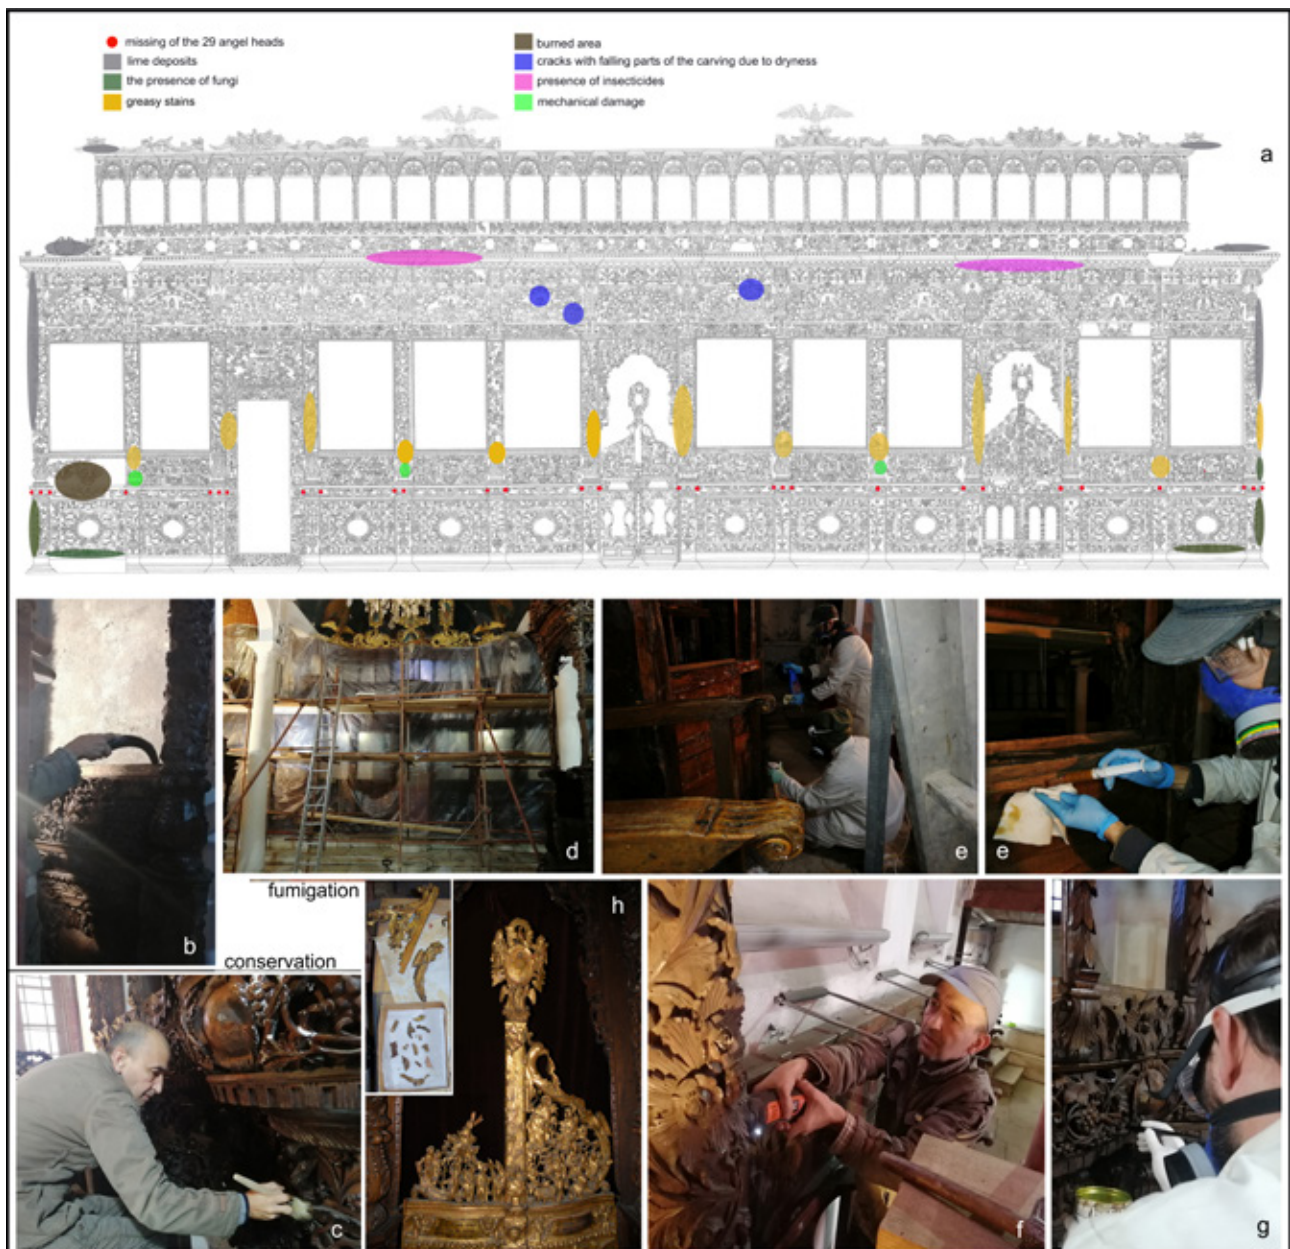 missing of the 29 angel heads
lime deposits
the presence of fungi
greasy stains
burned area
cracks with falling parts of the carving due to dryness
presence of insecticides
mechanical damage
a
b
d
e
e
fumigation
conservation
c
h
f
g